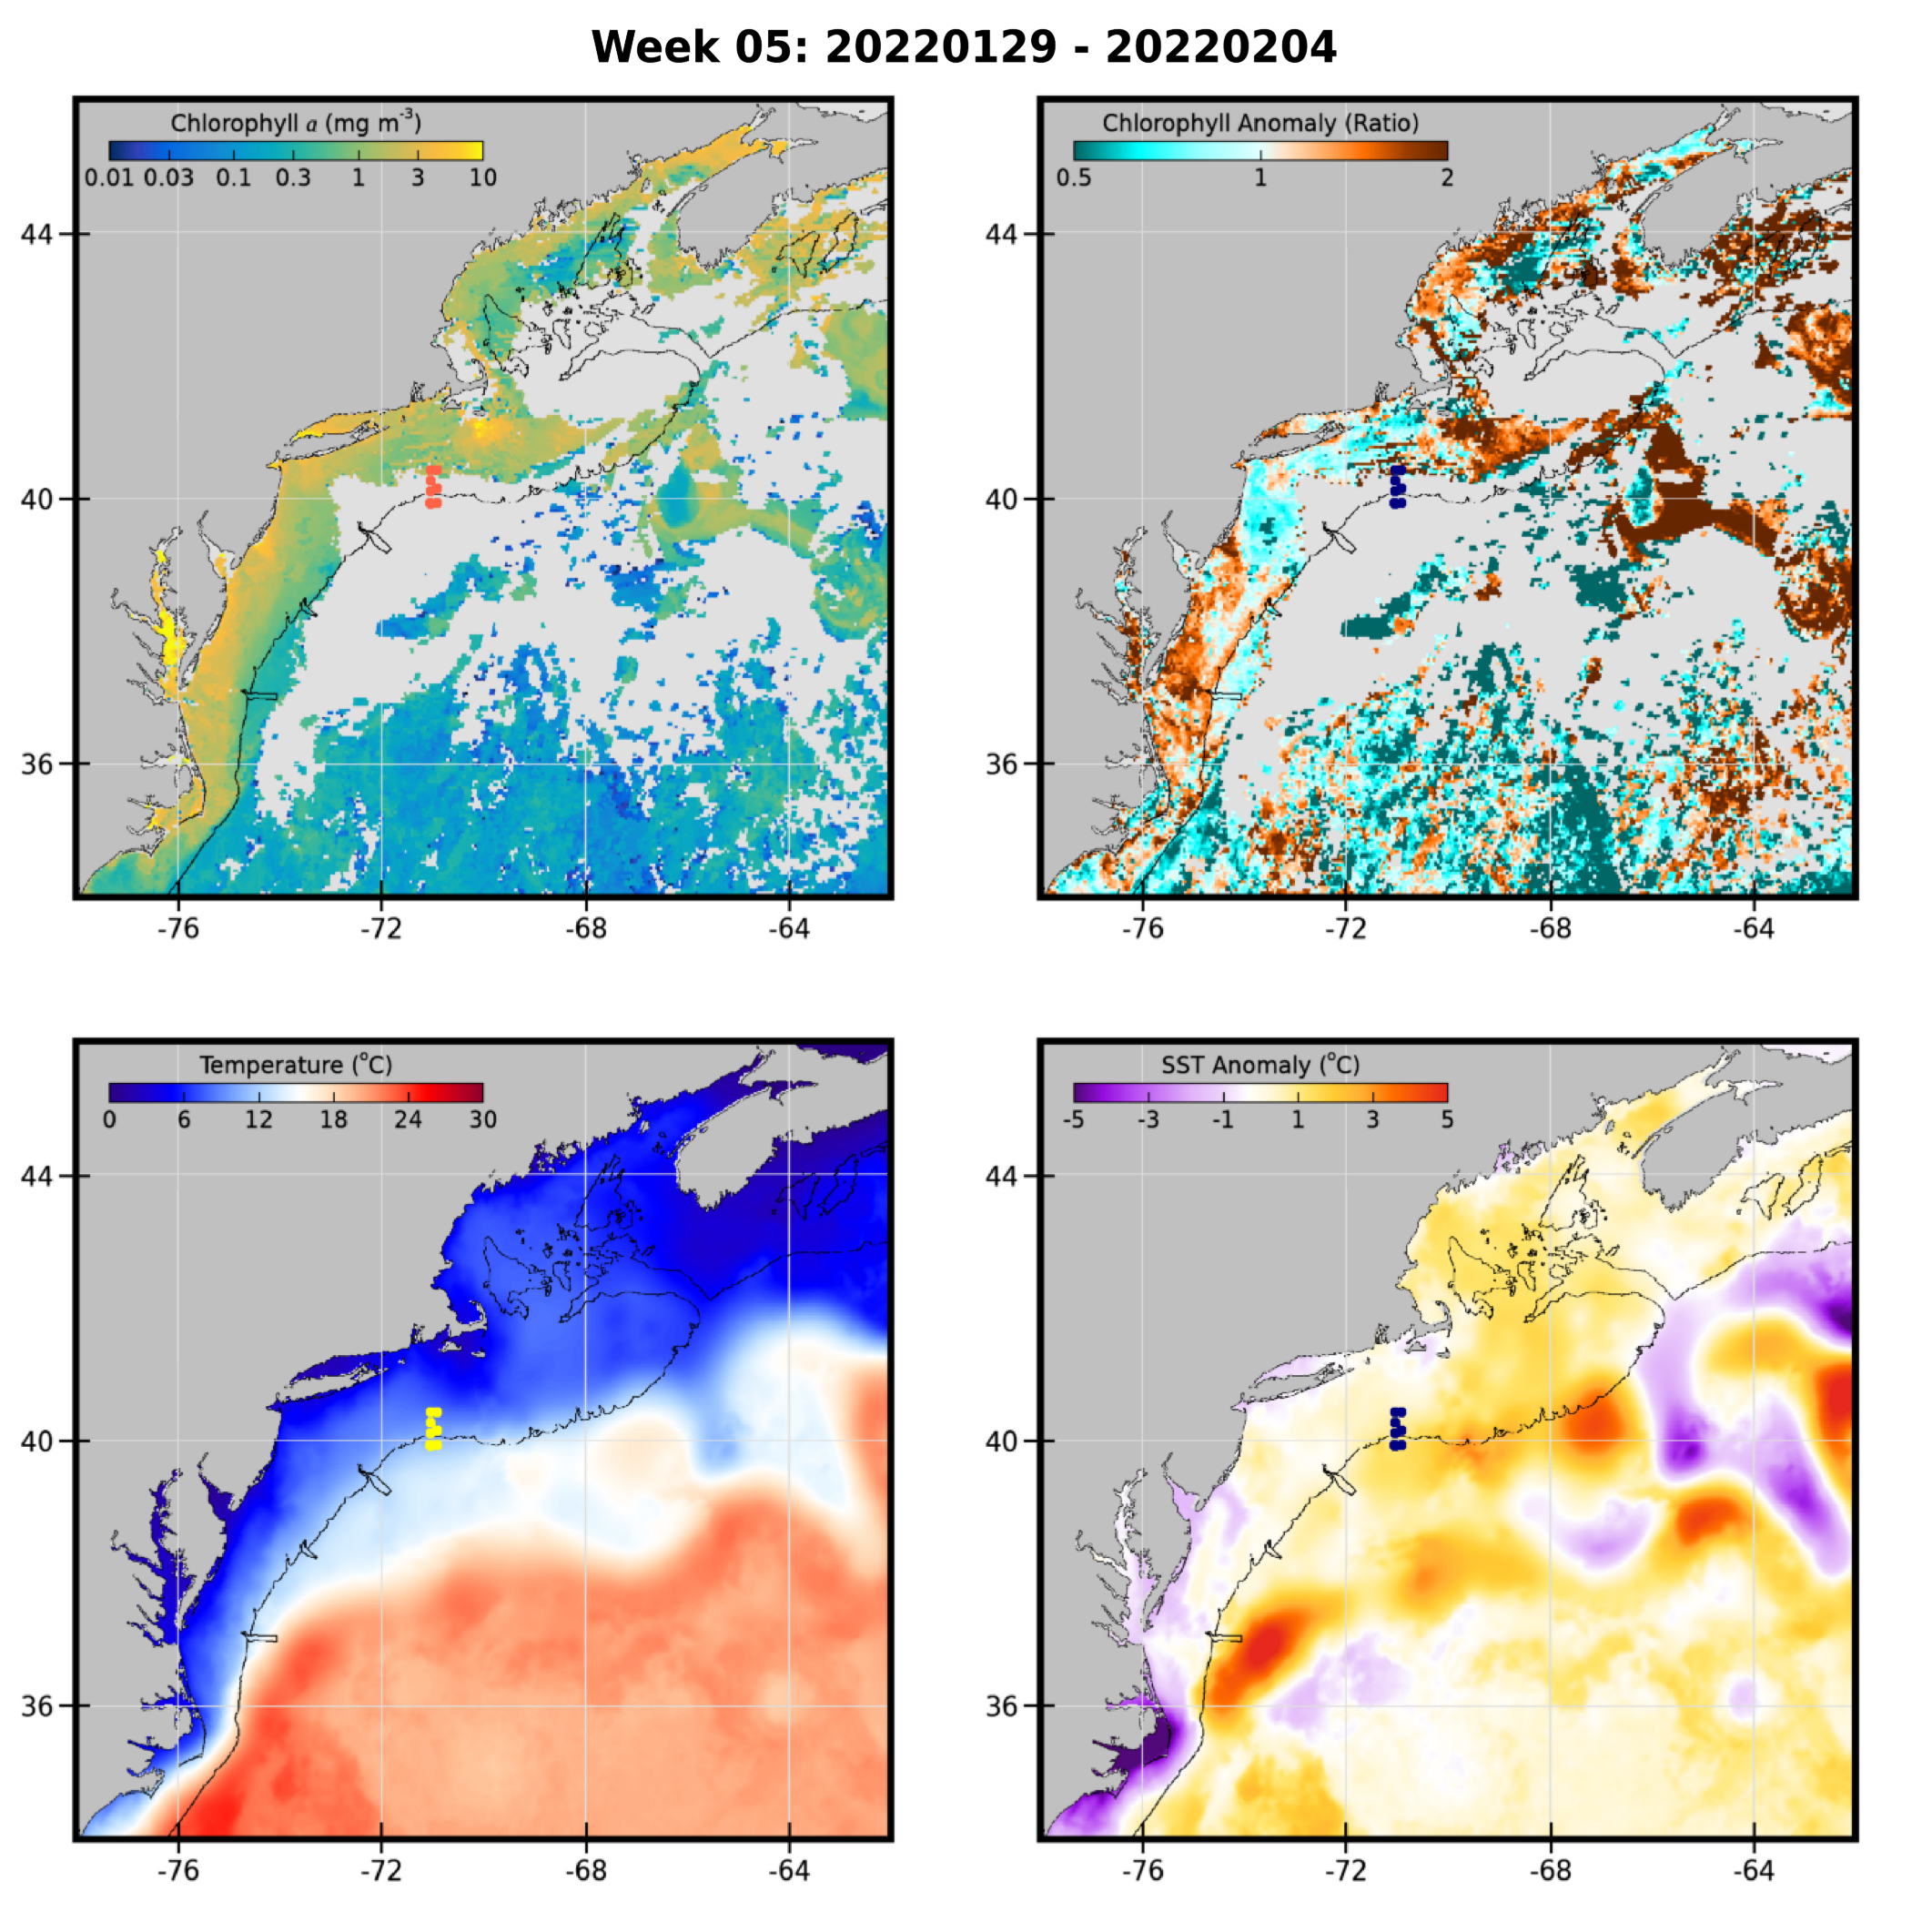 Week 05: 20220129 - 20220204
Chlorophyll a (mg m-3)
0.01 0.03 0.1 0.3 1 3 10
44
40
36
-76 -72 -68 -64
Chlorophyll Anomaly (Ratio)
0.5 1 2
44
40
36
-76 -72 -68 -64
Temperature (oC)
0 6 12 18 24 30
44
40
36
-76 -72 -68 -64
SST Anomaly (oC)
-5 -3 -1 1 3 5
44
40
36
-76 -72 -68 -64